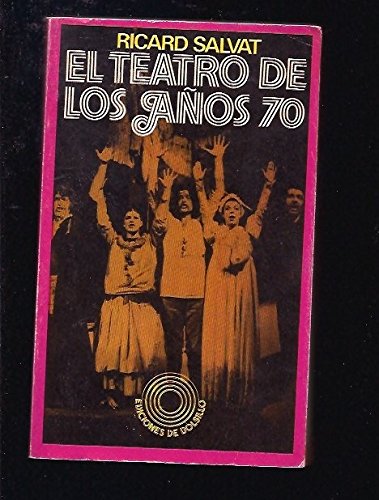 RICARD SALVAT
EL TEATRO DE
LOS AÑOS 70
EDICIONES DE BOLSILLO